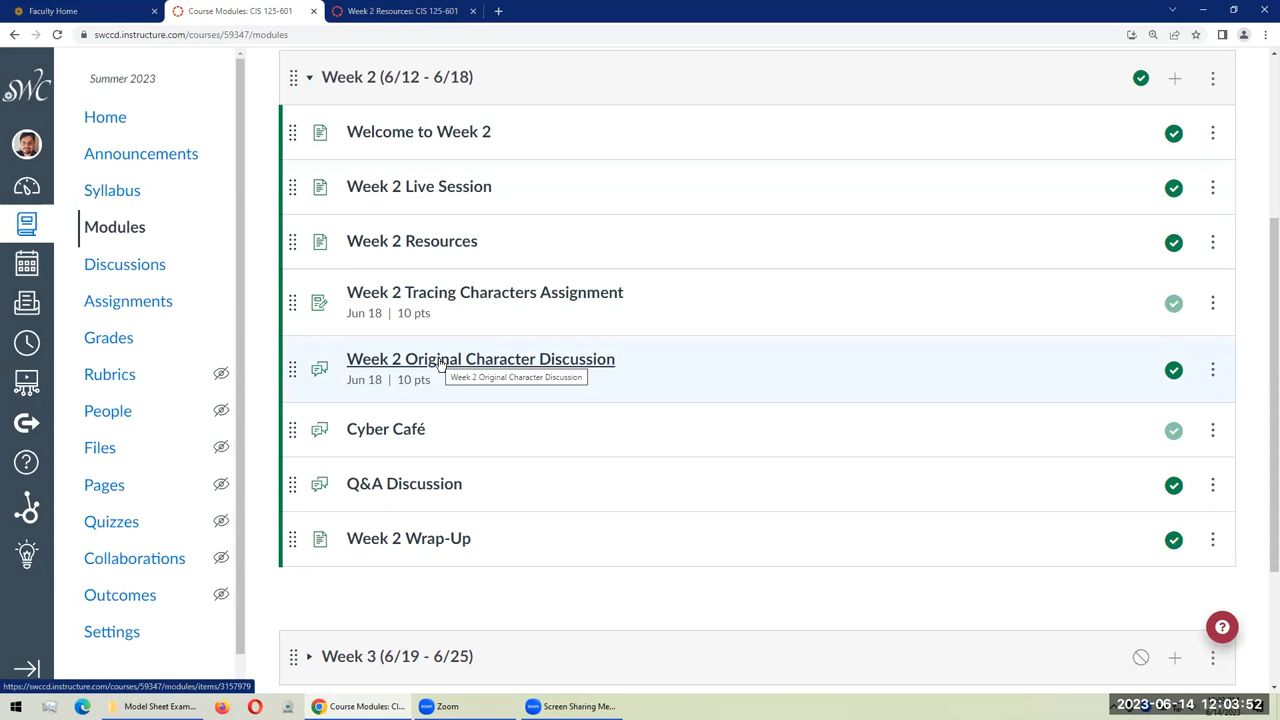 Faculty Home
Course Modules: CIS 125-601
Week 2 Resources: CIS 125-601
swccd.instructure.com/courses/59347/modules
SWC
Summer 2023
Home
Announcements
Syllabus
Modules
Discussions
Assignments
Grades
Rubrics
People
Files
Pages
Quizzes
Collaborations
Outcomes
Settings
Week 2 (6/12 - 6/18)
Welcome to Week 2
Week 2 Live Session
Week 2 Resources
Week 2 Tracing Characters Assignment
Jun 18 | 10 pts
Week 2 Original Character Discussion
Jun 18 | 10 pts
Week 2 Original Character Discussion
Cyber Café
Q&A Discussion
Week 2 Wrap-Up
Week 3 (6/19 - 6/25)
https://swccd.instructure.com/courses/59347/modules/items/3157979
Model Sheet Exam...
Course Modules: Cl...
Zoom
Screen Sharing Me...
2023-06-14 12:03:52